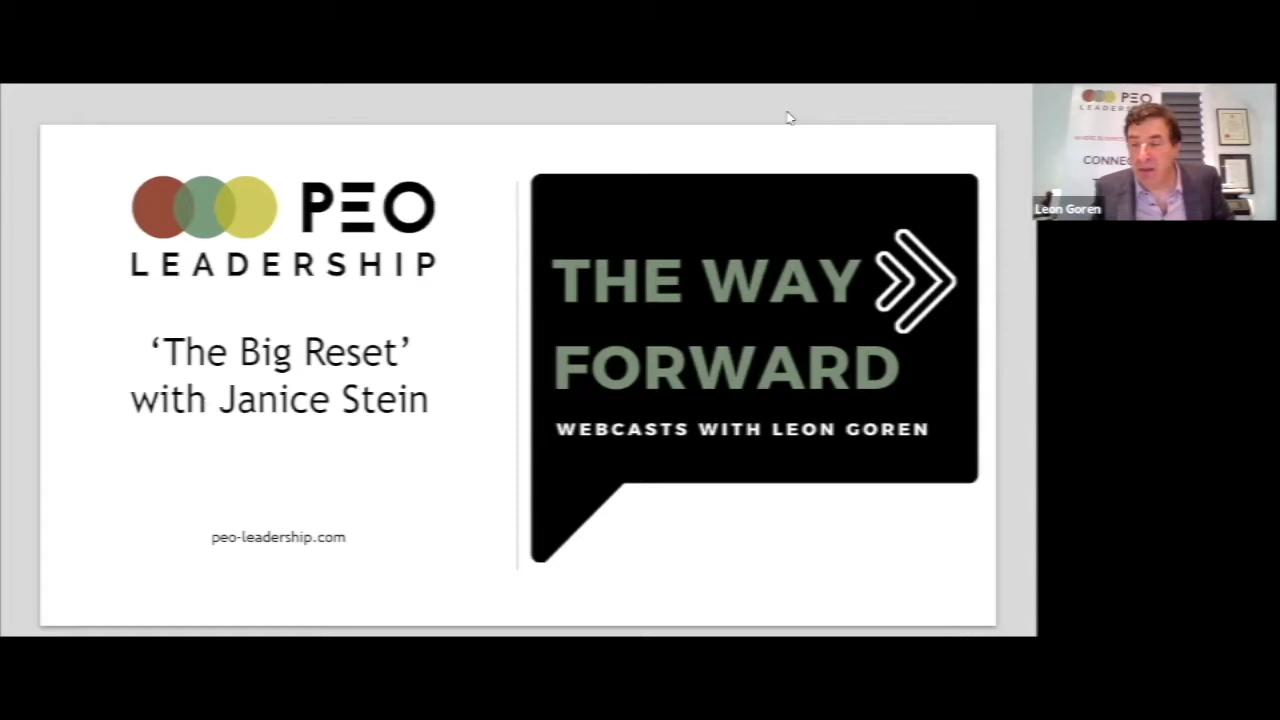 PEO
LEADERSHIP
‘The Big Reset’
with Janice Stein
peo-leadership.com
THE WAY
FORWARD
WEBCASTS WITH LEON GOREN
PEO
Leon Goren